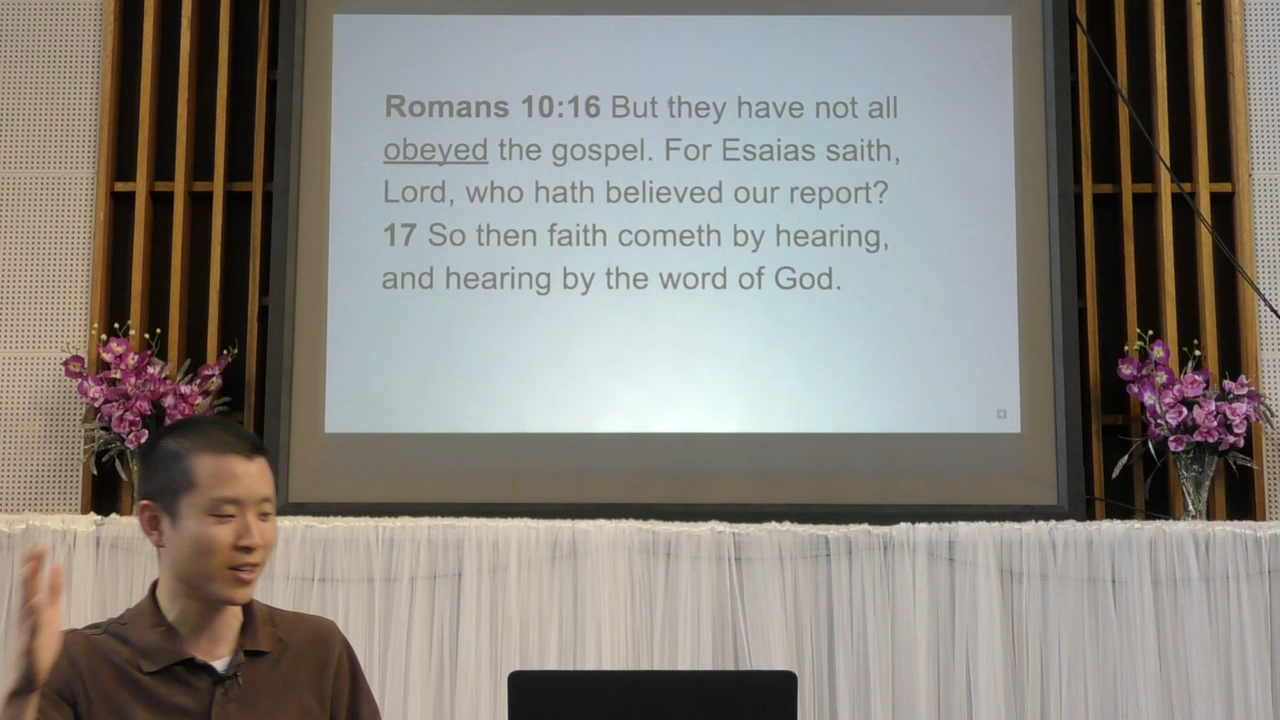 Romans 10:16 But they have not all
obeyed the gospel. For Esaias saith,
Lord, who hath believed our report?
17 So then faith cometh by hearing,
and hearing by the word of God.